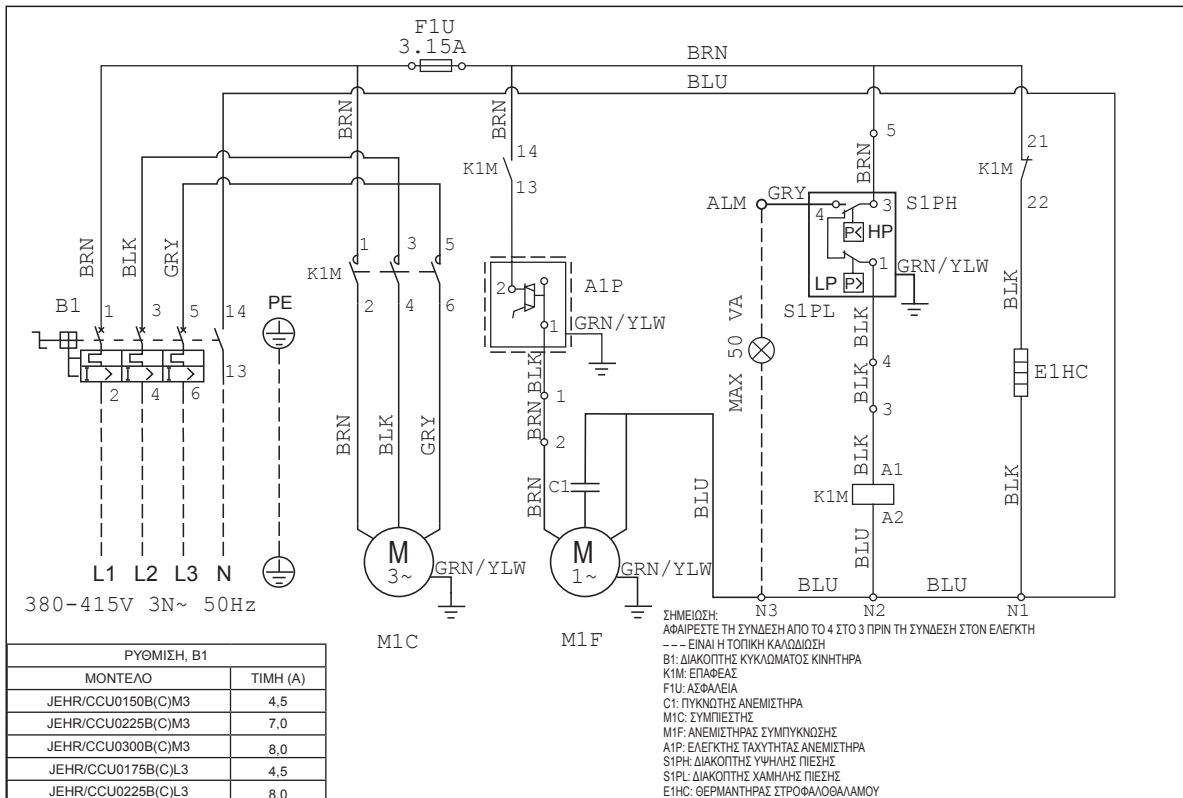 F1U
3.15A
BRN
BLU
BRN
BRN
14
K1M
13
5
BRN
21
K1M
22
ALM
GRY
4
3
S1PH
P<
HP
1
GRN/YLW
LP
P>
S1PL
BRN
BLK
GRY
B1
1
3
5
14
PE
I >
I >
I >
2
4
6
13
K1M
1
3
5
2
4
6
2
A1P
GRN/YLW
1
BLK
1
BRN
2
MAX 50 VA
BLK
4
BLK
3
BLK
A1
K1M
A2
BLU
BLK
E1HC
BLK
BRN
BLK
GRY
BRN
C1
BLU
M
3~
GRN/YLW
M
1~
GRN/YLW
L1 L2 L3 N
380-415V 3N~ 50Hz
BLU
BLU
N3
N2
N1
M1C
M1F
ΣΗΜΕΙΩΣΗ:
ΑΦΑΙΡΕΣΤΕ ΤΗ ΣΥΝΔΕΣΗ ΑΠΟ ΤΟ 4 ΣΤΟ 3 ΠΡΙΝ ΤΗ ΣΥΝΔΕΣΗ ΣΤΟΝ ΕΛΕΓΚΤΗ
--- ΕΙΝΑΙ Η ΤΟΠΙΚΗ ΚΑΛΩΔΙΩΣΗ
B1: ΔΙΑΚΟΠΤΗΣ ΚΥΚΛΩΜΑΤΟΣ ΚΙΝΗΤΗΡΑ
K1M: ΕΠΑΦΕΑΣ
F1U: ΑΣΦΑΛΕΙΑ
C1: ΠΥΚΝΩΤΗΣ ΑΝΕΜΙΣΤΗΡΑ
M1C: ΣΥΜΠΙΕΣΤΗΣ
M1F: ΑΝΕΜΙΣΤΗΡΑΣ ΣΥΜΠΥΚΝΩΣΗΣ
A1P: ΕΛΕΓΚΤΗΣ ΤΑΧΥΤΗΤΑΣ ΑΝΕΜΙΣΤΗΡΑ
S1PH: ΔΙΑΚΟΠΤΗΣ ΥΨΗΛΗΣ ΠΙΕΣΗΣ
S1PL: ΔΙΑΚΟΠΤΗΣ ΧΑΜΗΛΗΣ ΠΙΕΣΗΣ
E1HC: ΘΕΡΜΑΝΤΗΡΑΣ ΣΤΡΟΦΑΛΟΘΑΛΑΜΟΥ
ΡΥΘΜΙΣΗ, B1
ΜΟΝΤΕΛΟ ΤΙΜΗ (A)
JEHR/CCU0150B(C)M3 4,5
JEHR/CCU0225B(C)M3 7,0
JEHR/CCU0300B(C)M3 8,0
JEHR/CCU0175B(C)L3 4,5
JEHR/CCU0225B(C)L3 8,0